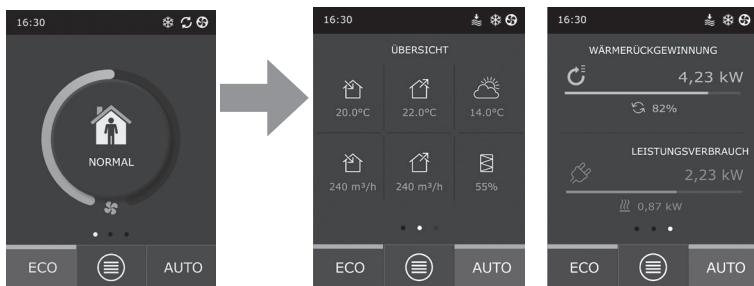 16:30
NORMAL
ECO
AUTO
16:30
ÜBERSICHT
20.0°C 22.0°C 14.0°C
240 m³/h 240 m³/h 55%
ECO
AUTO
16:30
WÄRMERÜCKGEWINNUNG
4,23 kW
82%
LEISTUNGSVERBRAUCH
2,23 kW
0,87 kW
ECO
AUTO